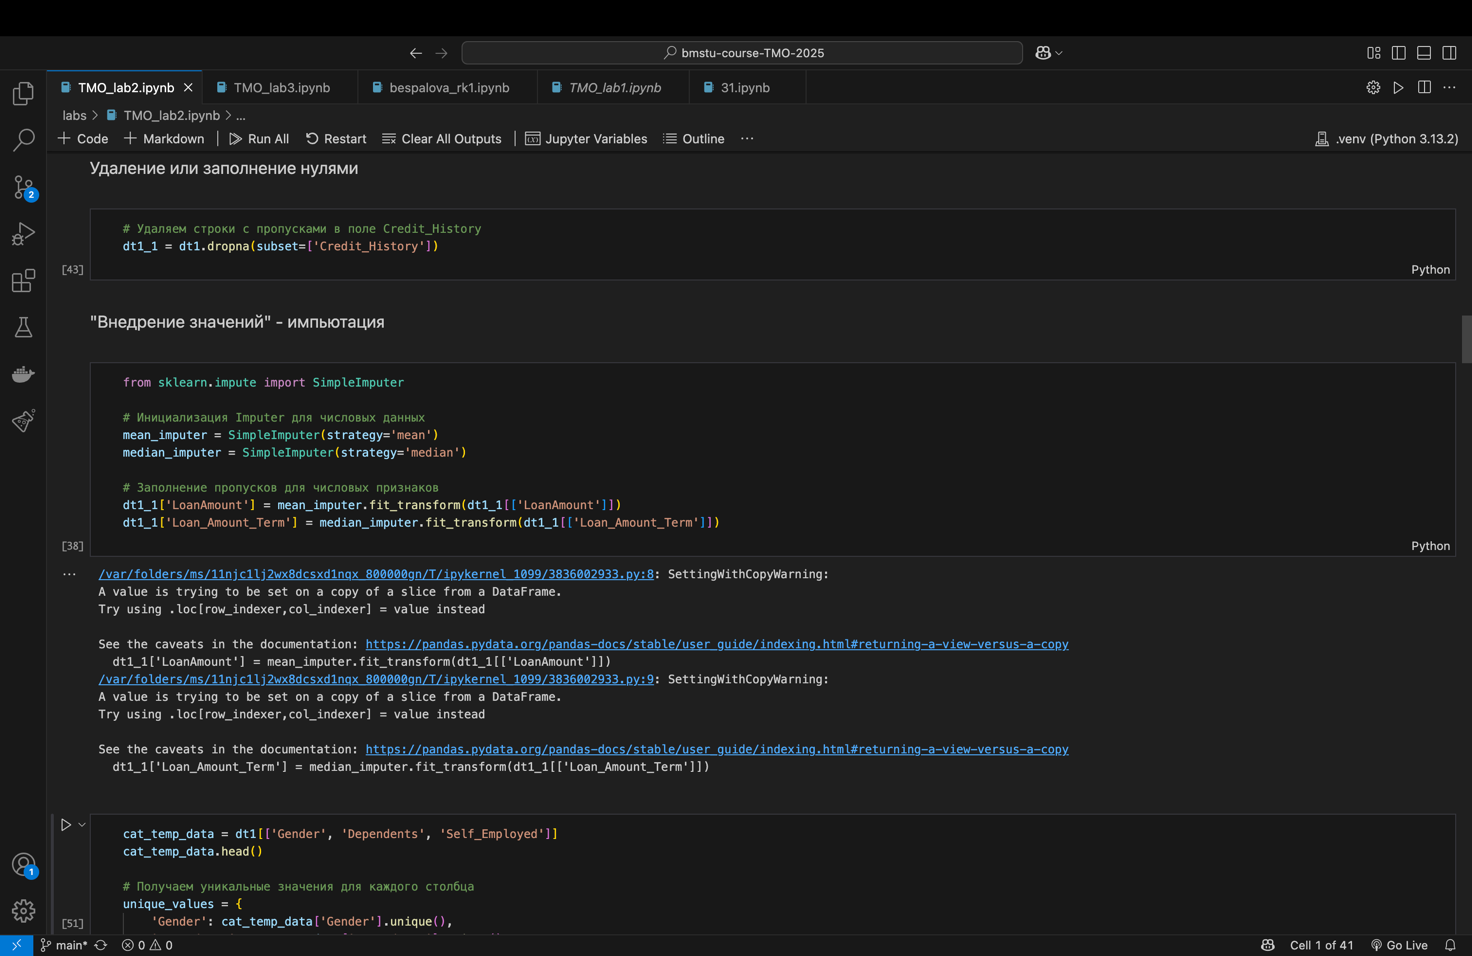 bmstu-course-TMO-2025
TMO_lab2.ipynb
TMO_lab3.ipynb
bespalova_rk1.ipynb
TMO_lab1.ipynb
31.ipynb
labs > TMO_lab2.ipynb > ...
+ Code + Markdown | Run All Restart Clear All Outputs | Jupyter Variables Outline ... .venv (Python 3.13.2)
Удаление или заполнение нулями
# Удаляем строки с пропусками в поле Credit_History
dt1_1 = dt1.dropna(subset=['Credit_History'])
[43]
Python
"Внедрение значений" - импьютация
from sklearn.impute import SimpleImputer
# Инициализация Imputer для числовых данных
mean_imputer = SimpleImputer(strategy='mean')
median_imputer = SimpleImputer(strategy='median')
# Заполнение пропусков для числовых признаков
dt1_1['LoanAmount'] = mean_imputer.fit_transform(dt1_1[['LoanAmount']])
dt1_1['Loan_Amount_Term'] = median_imputer.fit_transform(dt1_1[['Loan_Amount_Term']])
[38]
Python
/var/folders/ms/11njc1lj2wx8dcsxd1nqx_800000gn/T/ipykernel_1099/3836002933.py:8: SettingWithCopyWarning:
A value is trying to be set on a copy of a slice from a DataFrame.
Try using .loc[row_indexer,col_indexer] = value instead
See the caveats in the documentation: https://pandas.pydata.org/pandas-docs/stable/user_guide/indexing.html#returning-a-view-versus-a-copy
dt1_1['LoanAmount'] = mean_imputer.fit_transform(dt1_1[['LoanAmount']])
/var/folders/ms/11njc1lj2wx8dcsxd1nqx_800000gn/T/ipykernel_1099/3836002933.py:9: SettingWithCopyWarning:
A value is trying to be set on a copy of a slice from a DataFrame.
Try using .loc[row_indexer,col_indexer] = value instead
See the caveats in the documentation: https://pandas.pydata.org/pandas-docs/stable/user_guide/indexing.html#returning-a-view-versus-a-copy
dt1_1['Loan_Amount_Term'] = median_imputer.fit_transform(dt1_1[['Loan_Amount_Term']])
cat_temp_data = dt1[['Gender', 'Dependents', 'Self_Employed']]
cat_temp_data.head()
# Получаем уникальные значения для каждого столбца
unique_values = {
'Gender': cat_temp_data['Gender'].unique(),
[51]
2
1
main* 0 0 Cell 1 of 41 Go Live